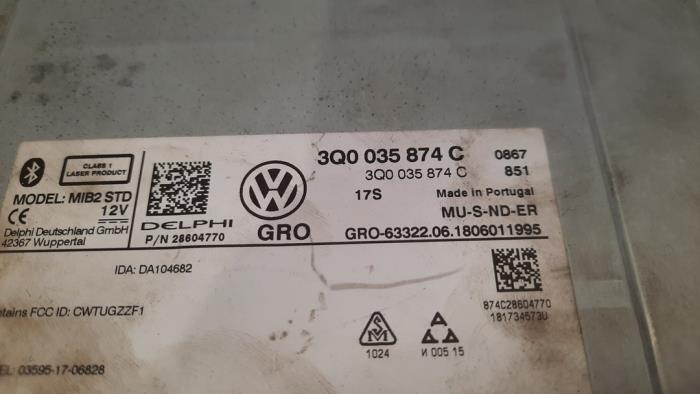 CLASS 1
LASER PRODUCT
MODEL: MIB2 STD
12V
CE
Delphi Deutschland GmbH
42367 Wuppertal
DELPHI
P/N 28604770
GRO
3Q0 035 874 C 0867
3Q0 035 874 C 851
17S Made in Portugal
MU-S-ND-ER
GRO-63322.06.1806011995
IDA: DA104682
ntains FCC ID: CWTUGZZF1
874C28604770
181734573U
1024
И 005 15
EL: 03595-17-06828